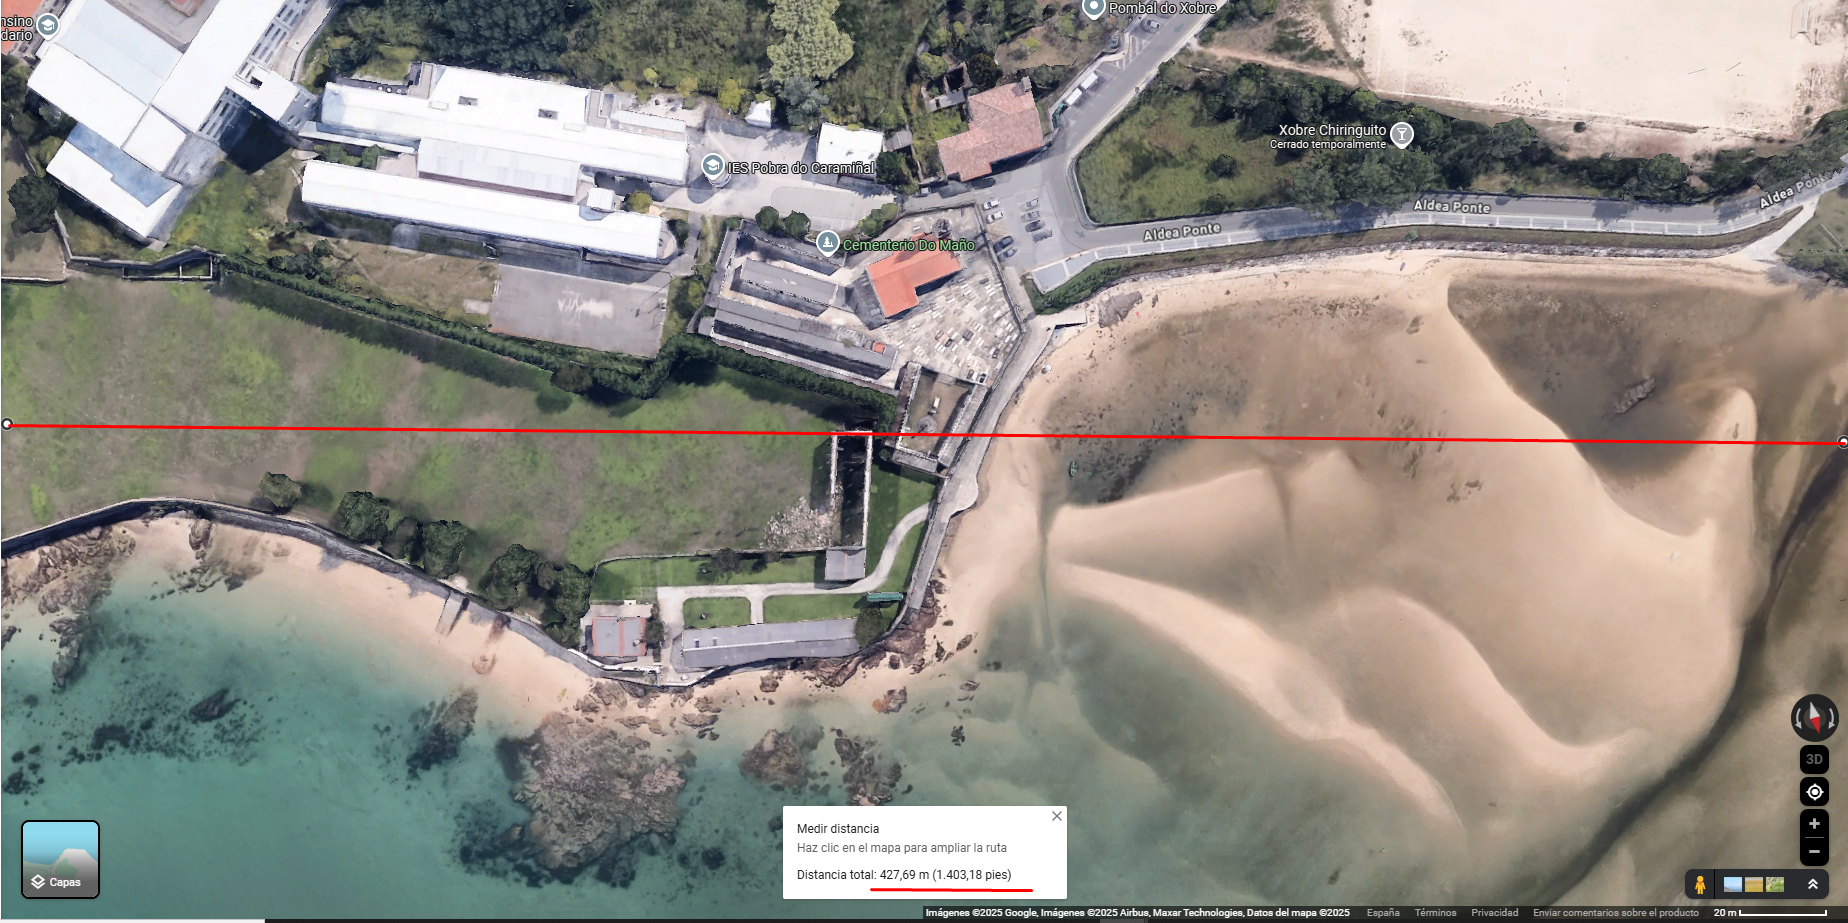 Pombal do Xobre
nsino
dario
Xobre Chiringuito
Cerrado temporalmente
IES Pobra do Caramiñal
Aldea Ponte
Aldea Ponte
Aldea Pont
Cementerio Do Maño
Medir distancia
Haz clic en el mapa para ampliar la ruta
Distancia total: 427,69 m (1.403,18 pies)
3D
Capas
Imágenes ©2025 Google, Imágenes ©2025 Airbus, Maxar Technologies, Datos del mapa ©2025 España Términos Privacidad Enviar comentarios sobre el producto 20 m